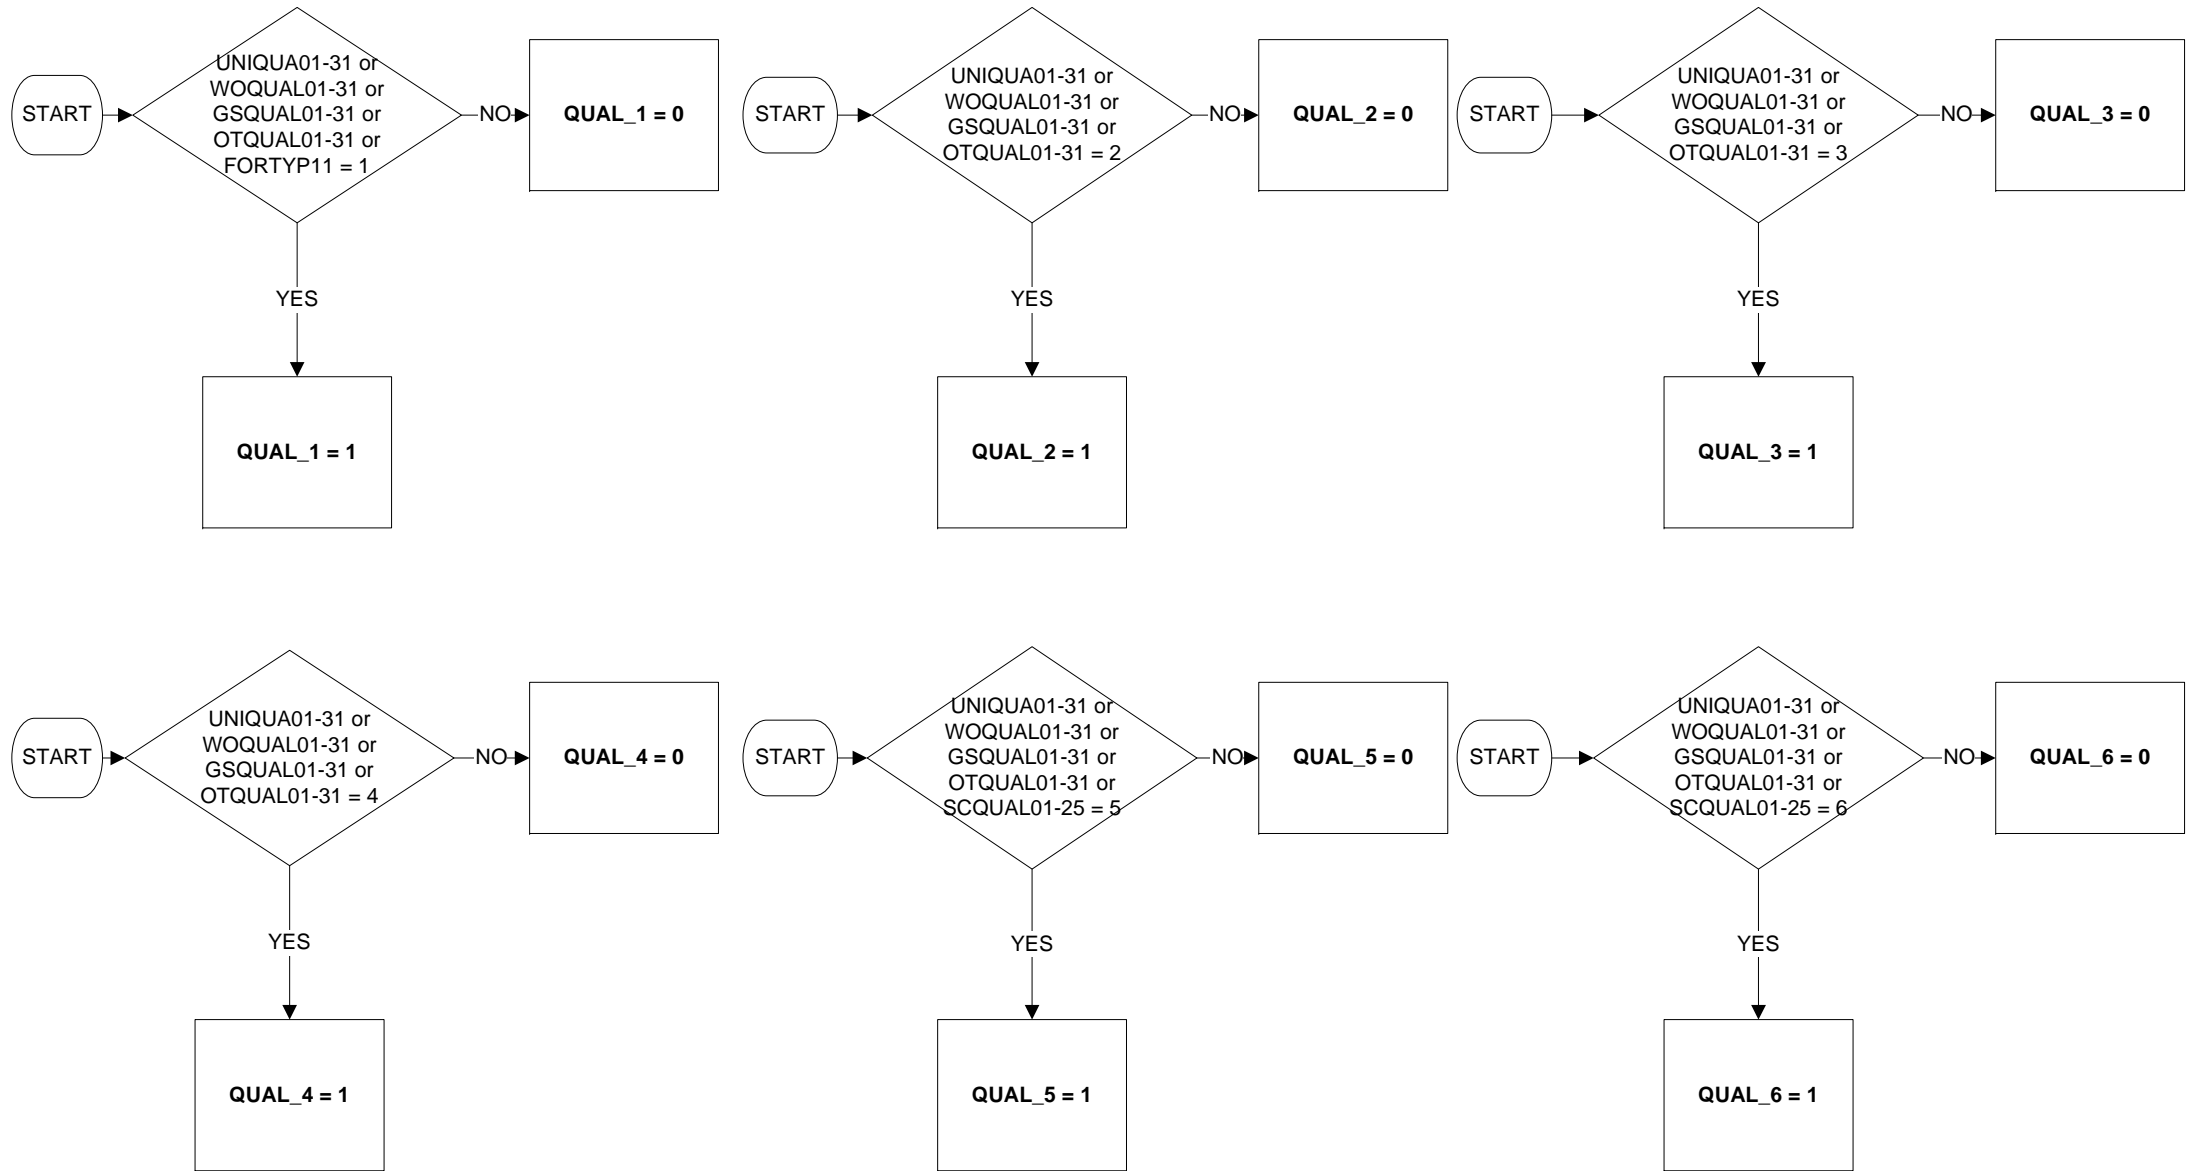 START
UNIQUA01-31 or
WOQUAL01-31 or
GSQUAL01-31 or
OTQUAL01-31 or
FORTYP11 = 1
NO
QUAL_1 = 0
YES
QUAL_1 = 1
START
UNIQUA01-31 or
WOQUAL01-31 or
GSQUAL01-31 or
OTQUAL01-31 = 2
NO
QUAL_2 = 0
YES
QUAL_2 = 1
START
UNIQUA01-31 or
WOQUAL01-31 or
GSQUAL01-31 or
OTQUAL01-31 = 3
NO
QUAL_3 = 0
YES
QUAL_3 = 1
START
UNIQUA01-31 or
WOQUAL01-31 or
GSQUAL01-31 or
OTQUAL01-31 = 4
NO
QUAL_4 = 0
YES
QUAL_4 = 1
START
UNIQUA01-31 or
WOQUAL01-31 or
GSQUAL01-31 or
OTQUAL01-31 or
SCQUAL01-25 = 5
NO
QUAL_5 = 0
YES
QUAL_5 = 1
START
UNIQUA01-31 or
WOQUAL01-31 or
GSQUAL01-31 or
OTQUAL01-31 or
SCQUAL01-25 = 6
NO
QUAL_6 = 0
YES
QUAL_6 = 1